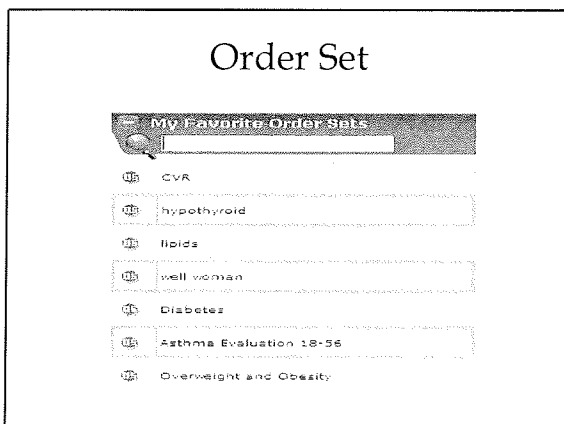 Order Set
My Favorite Order Sets
CVR
hypothyroid
lipids
well woman
Diabetes
Asthma Evaluation 18-56
Overweight and Obesity